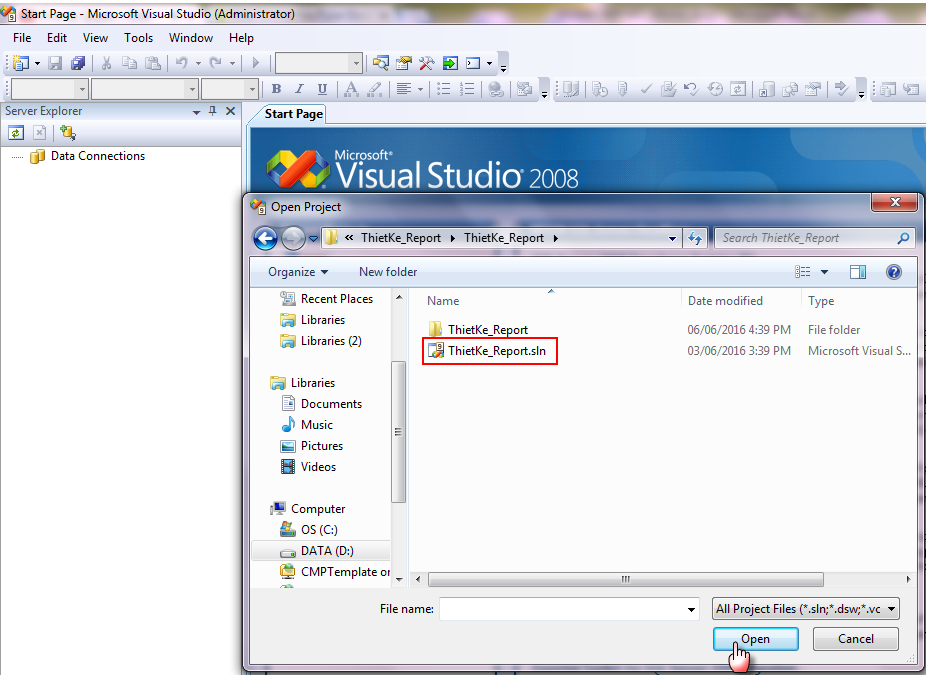 Start Page - Microsoft Visual Studio (Administrator)
File Edit View Tools Window Help
B I U A
Server Explorer
Start Page
Data Connections
Microsoft®
Visual Studio® 2008
Open Project
« ThietKe_Report ThietKe_Report
Search ThietKe_Report
Organize New folder
Name Date modified Type
Recent Places
Libraries
Libraries (2)
Libraries
Documents
Music
Pictures
Videos
Computer
OS (C:)
DATA (D:)
CMPTemplate or
ThietKe_Report 06/06/2016 4:39 PM File folder
ThietKe_Report.sln 03/06/2016 3:39 PM Microsoft Visual S...
File name:
All Project Files (*.sln;*.dsw;*.vc
Open Cancel